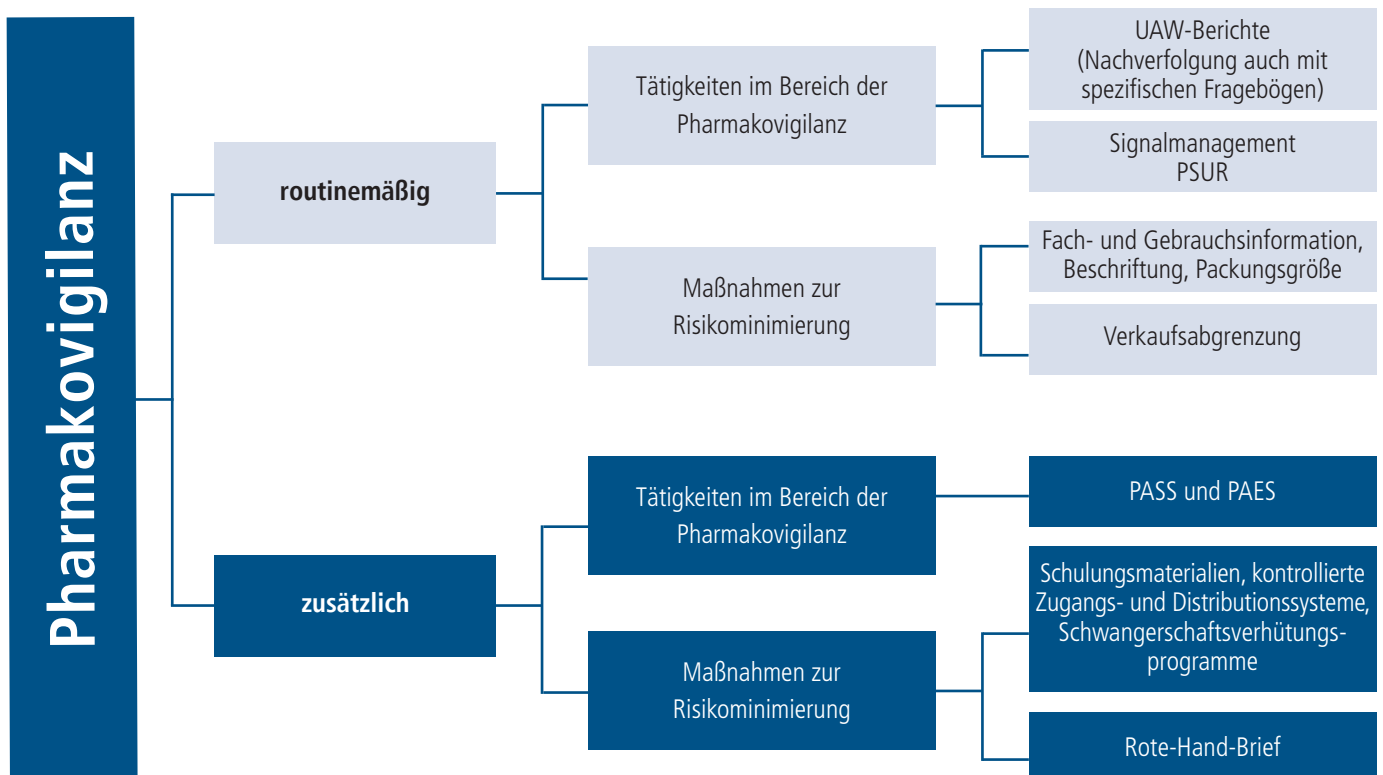 Pharmakovigilanz
routinemäßig
Tätigkeiten im Bereich der
Pharmakovigilanz
UAW-Berichte
(Nachverfolgung auch mit
spezifischen Fragebögen)
Signalmanagement
PSUR
Maßnahmen zur
Risikominimierung
Fach- und Gebrauchsinformation,
Beschriftung, Packungsgröße
Verkaufsabgrenzung
zusätzlich
Tätigkeiten im Bereich der
Pharmakovigilanz
PASS und PAES
Maßnahmen zur
Risikominimierung
Schulungsmaterialien, kontrollierte
Zugangs- und Distributionssysteme,
Schwangerschaftsverhütungs-
programme
Rote-Hand-Brief